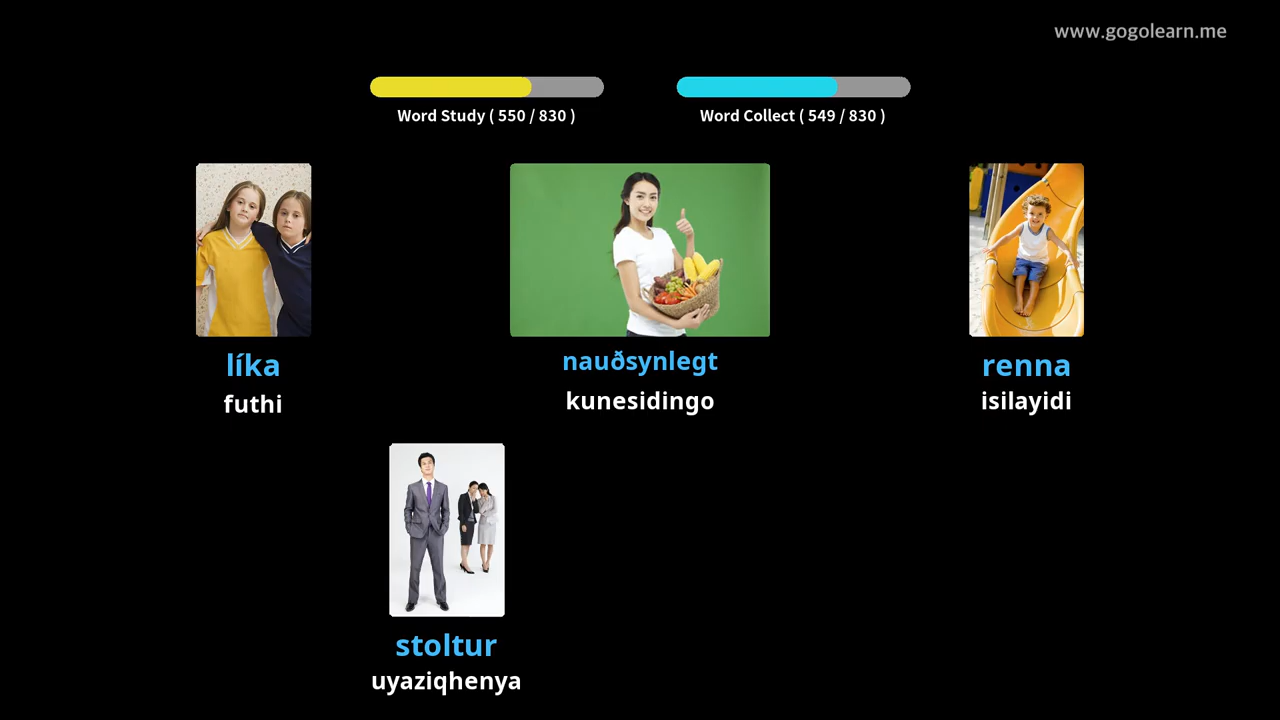 www.gogolearn.me
Word Study ( 550 / 830 )
Word Collect ( 549 / 830 )
líka
futhi
nauðsynlegt
kunesidingo
renna
isilayidi
stoltur
uyaziqhenya